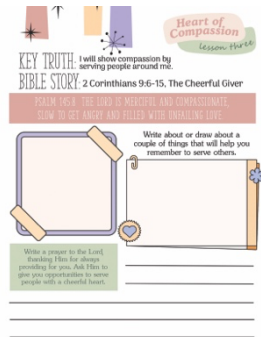 Heart of
Compassion
lesson three
KEY TRUTH: I will show compassion by
serving people around me.
BIBLE STORY: 2 Corinthians 9:6-15, The Cheerful Giver
PSALM 145:8 THE LORD IS MERCIFUL AND COMPASSIONATE,
SLOW TO GET ANGRY AND FILLED WITH UNFAILING LOVE.
Write about or draw about a
couple of things that will help you
remember to serve others.
Write a prayer to the Lord,
thanking Him for always
providing for you. Ask Him to
give you opportunities to serve
people with a cheerful heart.